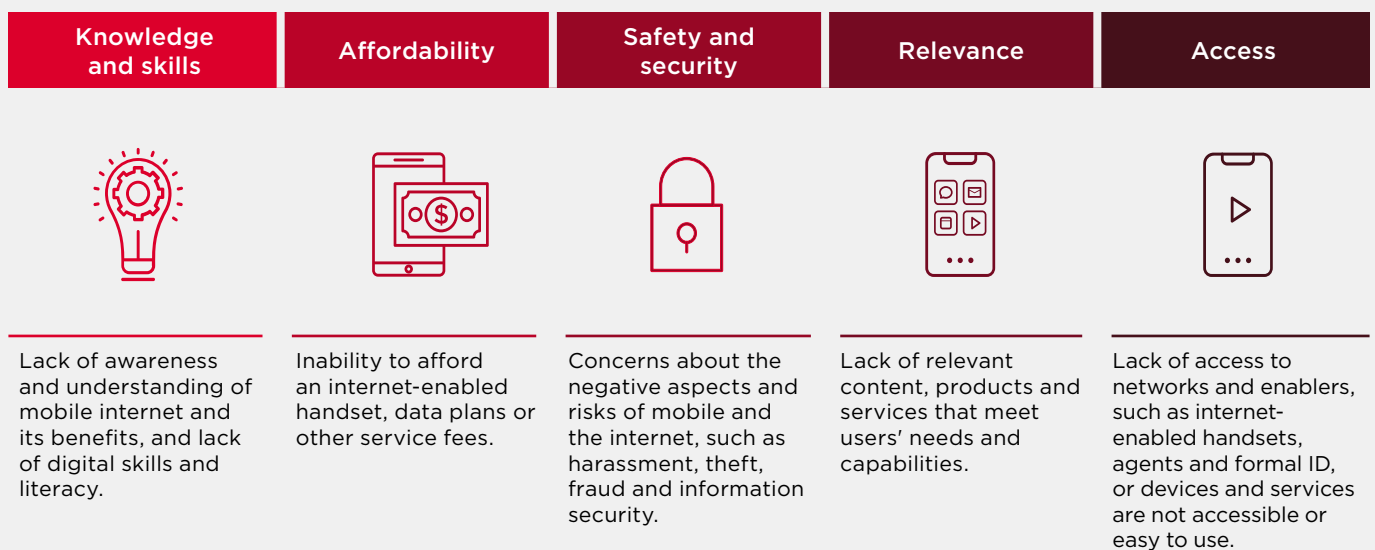 Knowledge
and skills
Affordability
Safety and
security
Relevance
Access
$
Lack of awareness
and understanding of
mobile internet and
its benefits, and lack
of digital skills and
literacy.
Inability to afford
an internet-enabled
handset, data plans or
other service fees.
Concerns about the
negative aspects and
risks of mobile and
the internet, such as
harassment, theft,
fraud and information
security.
Lack of relevant
content, products and
services that meet
users' needs and
capabilities.
Lack of access to
networks and enablers,
such as internet-
enabled handsets,
agents and formal ID,
or devices and services
are not accessible or
easy to use.